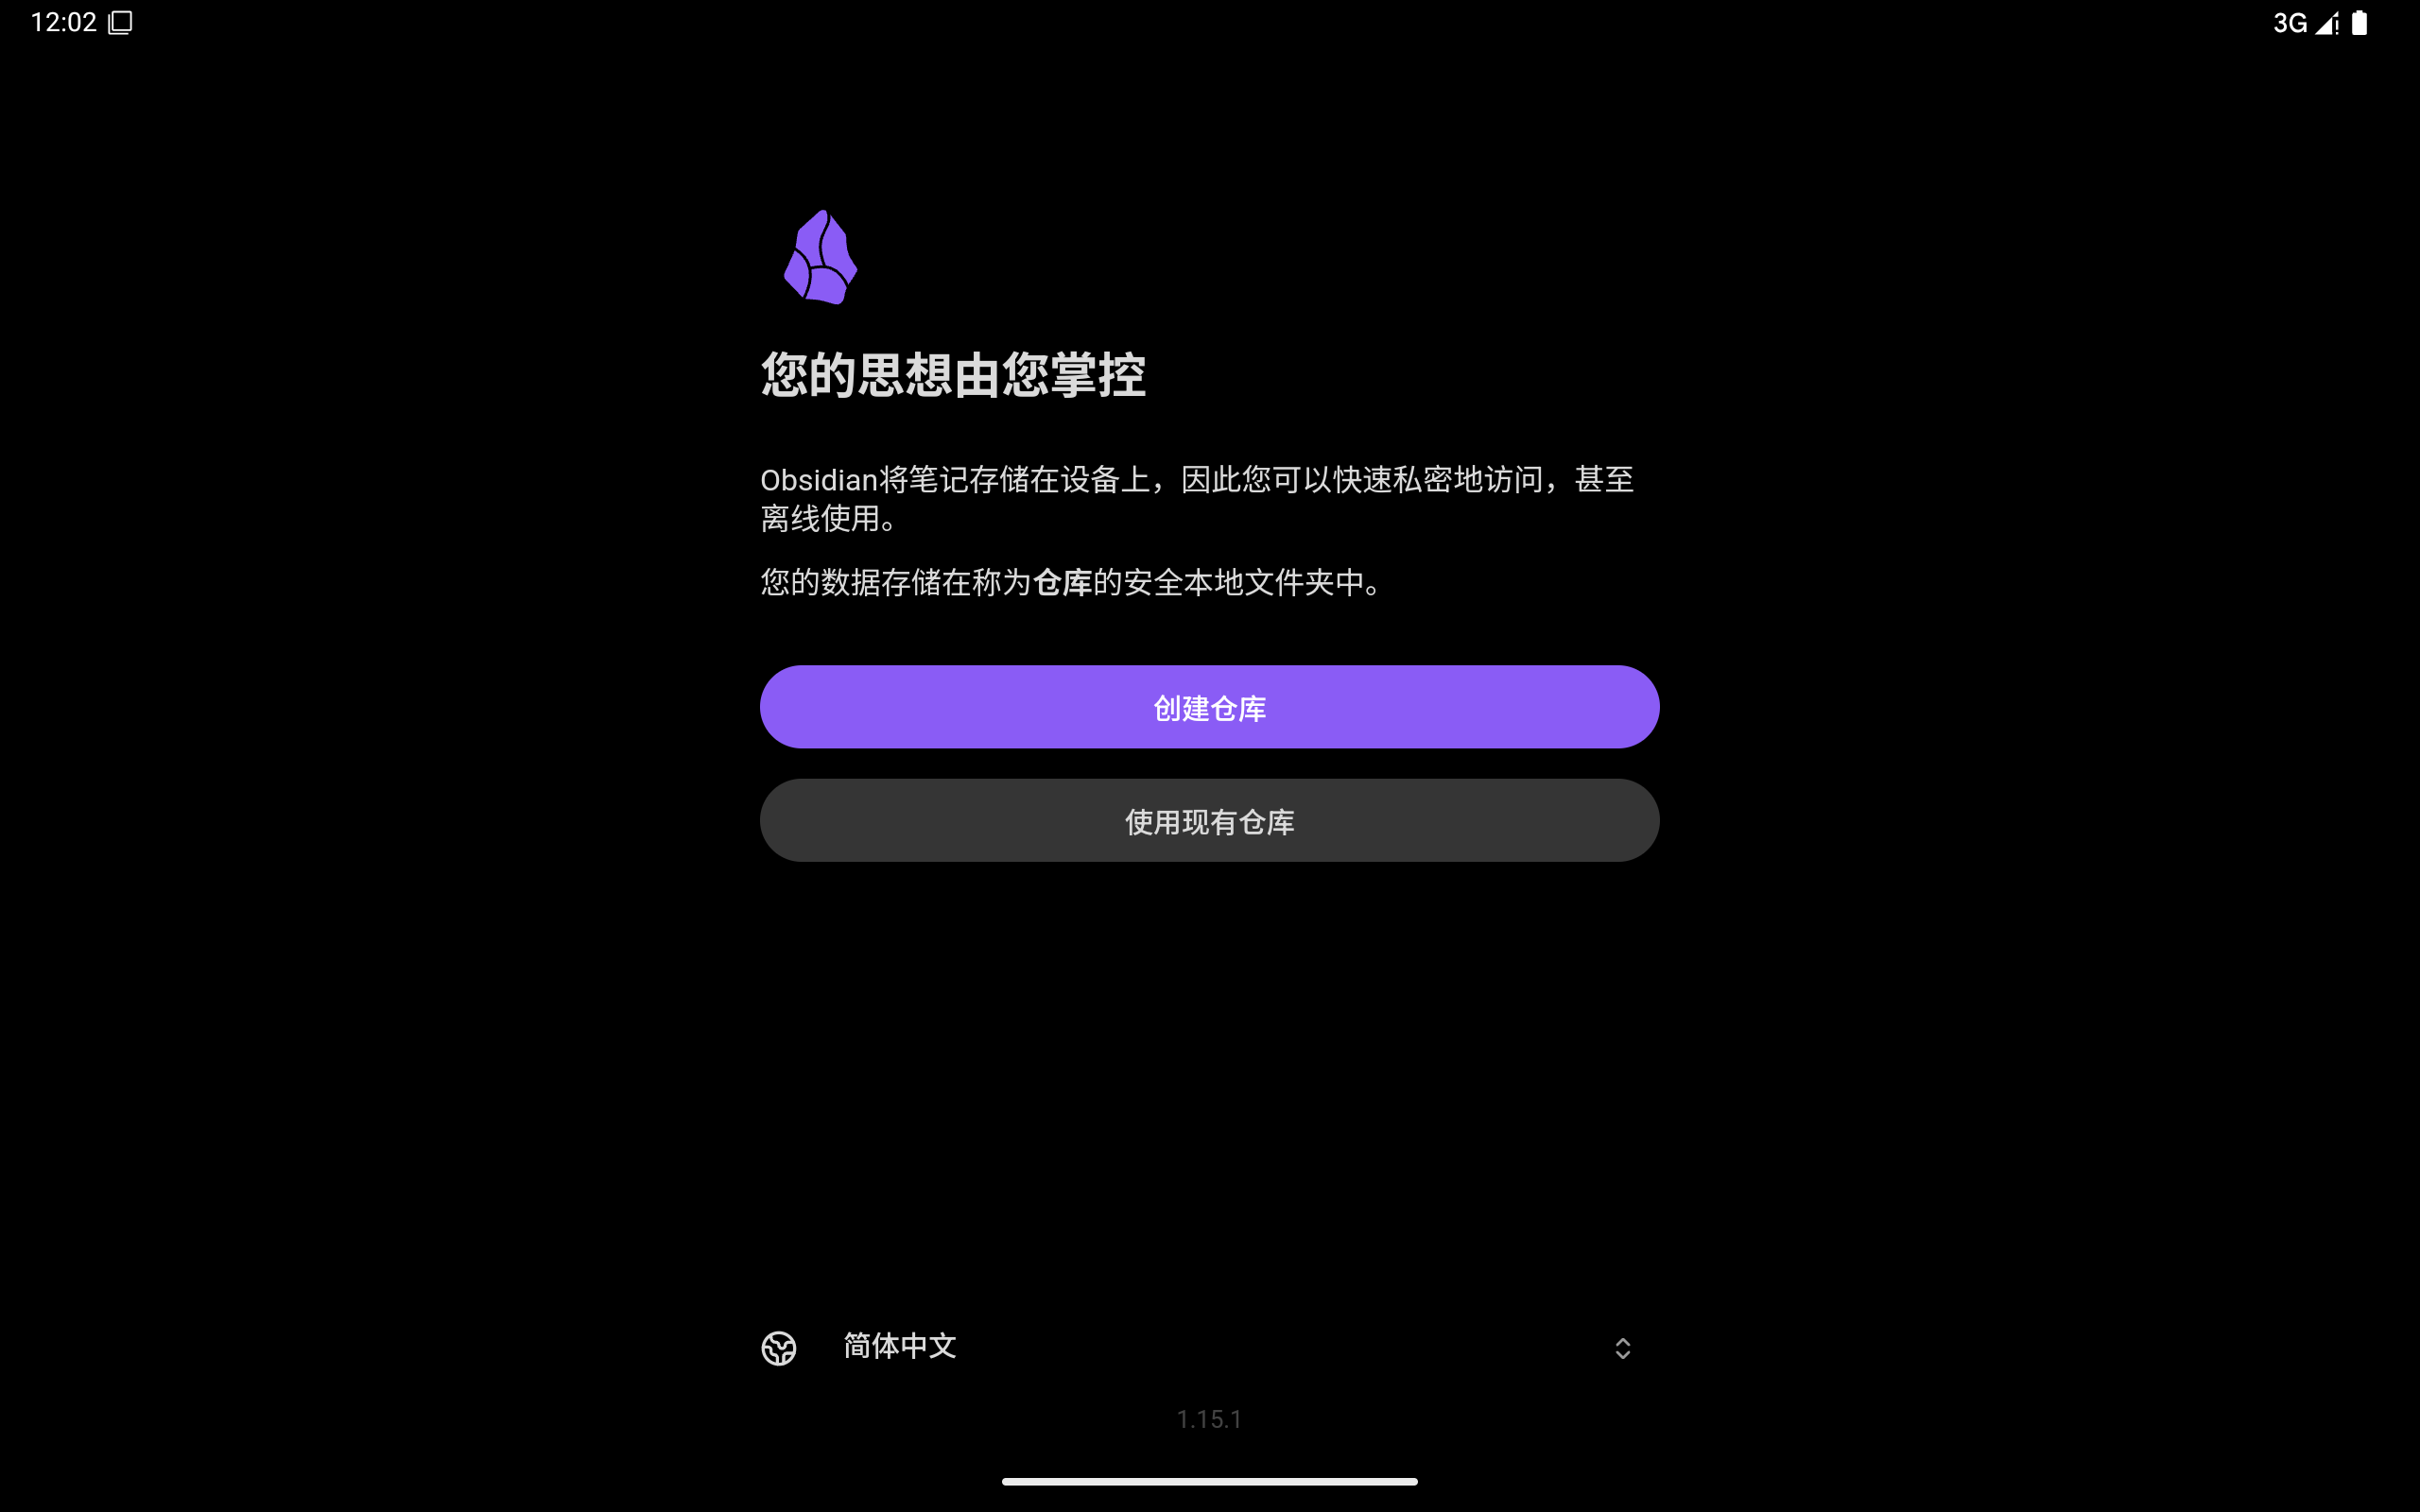 12:02
3G
您的思想由您掌控
Obsidian将笔记存储在设备上，因此您可以快速私密地访问，甚至
离线使用。
您的数据存储在称为仓库的安全本地文件夹中。
创建仓库
使用现有仓库
简体中文
1.15.1